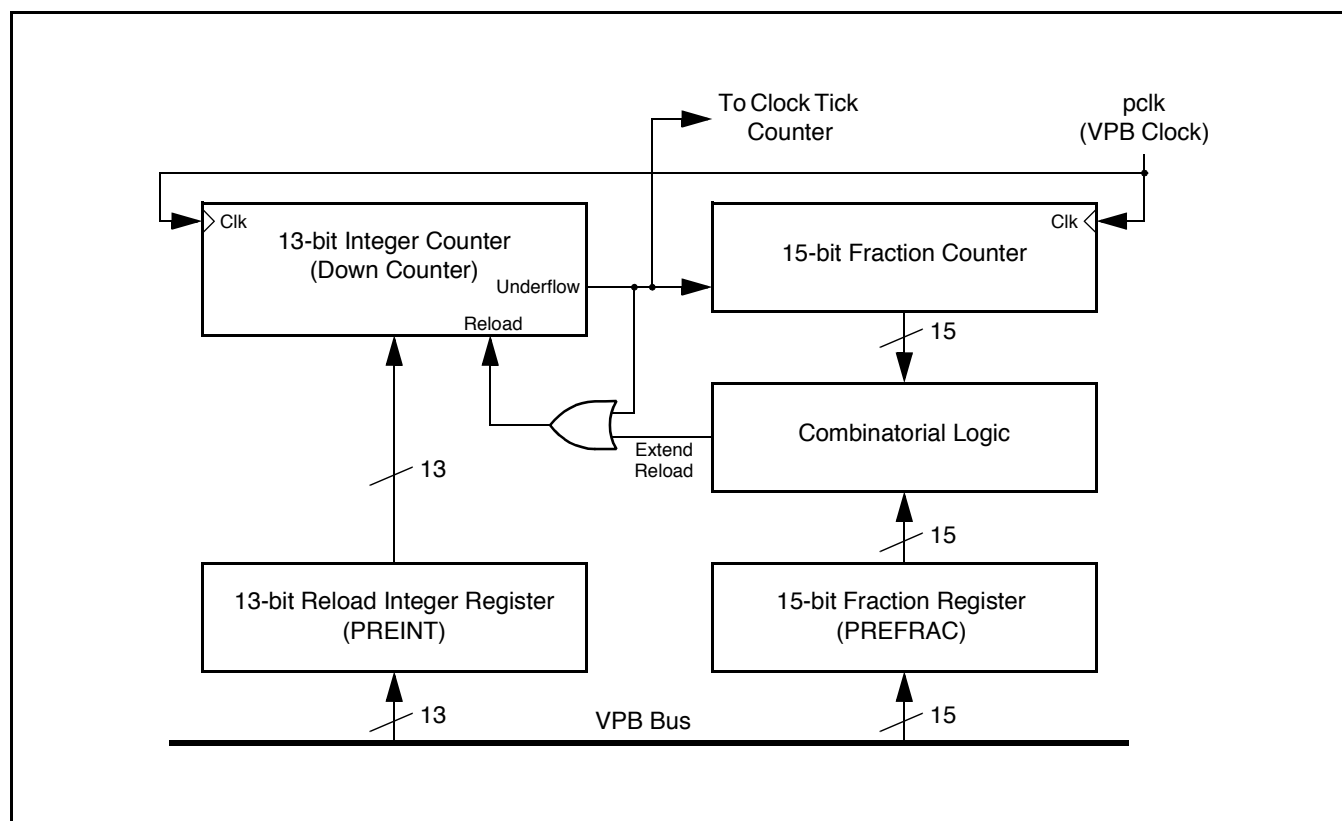 To Clock Tick
Counter
pclk
(VPB Clock)
Clk
13-bit Integer Counter
(Down Counter)
Underflow
Reload
Clk
15-bit Fraction Counter
15
Combinatorial Logic
Extend
Reload
13
15
13-bit Reload Integer Register
(PREINT)
15-bit Fraction Register
(PREFRAC)
13
VPB Bus
15